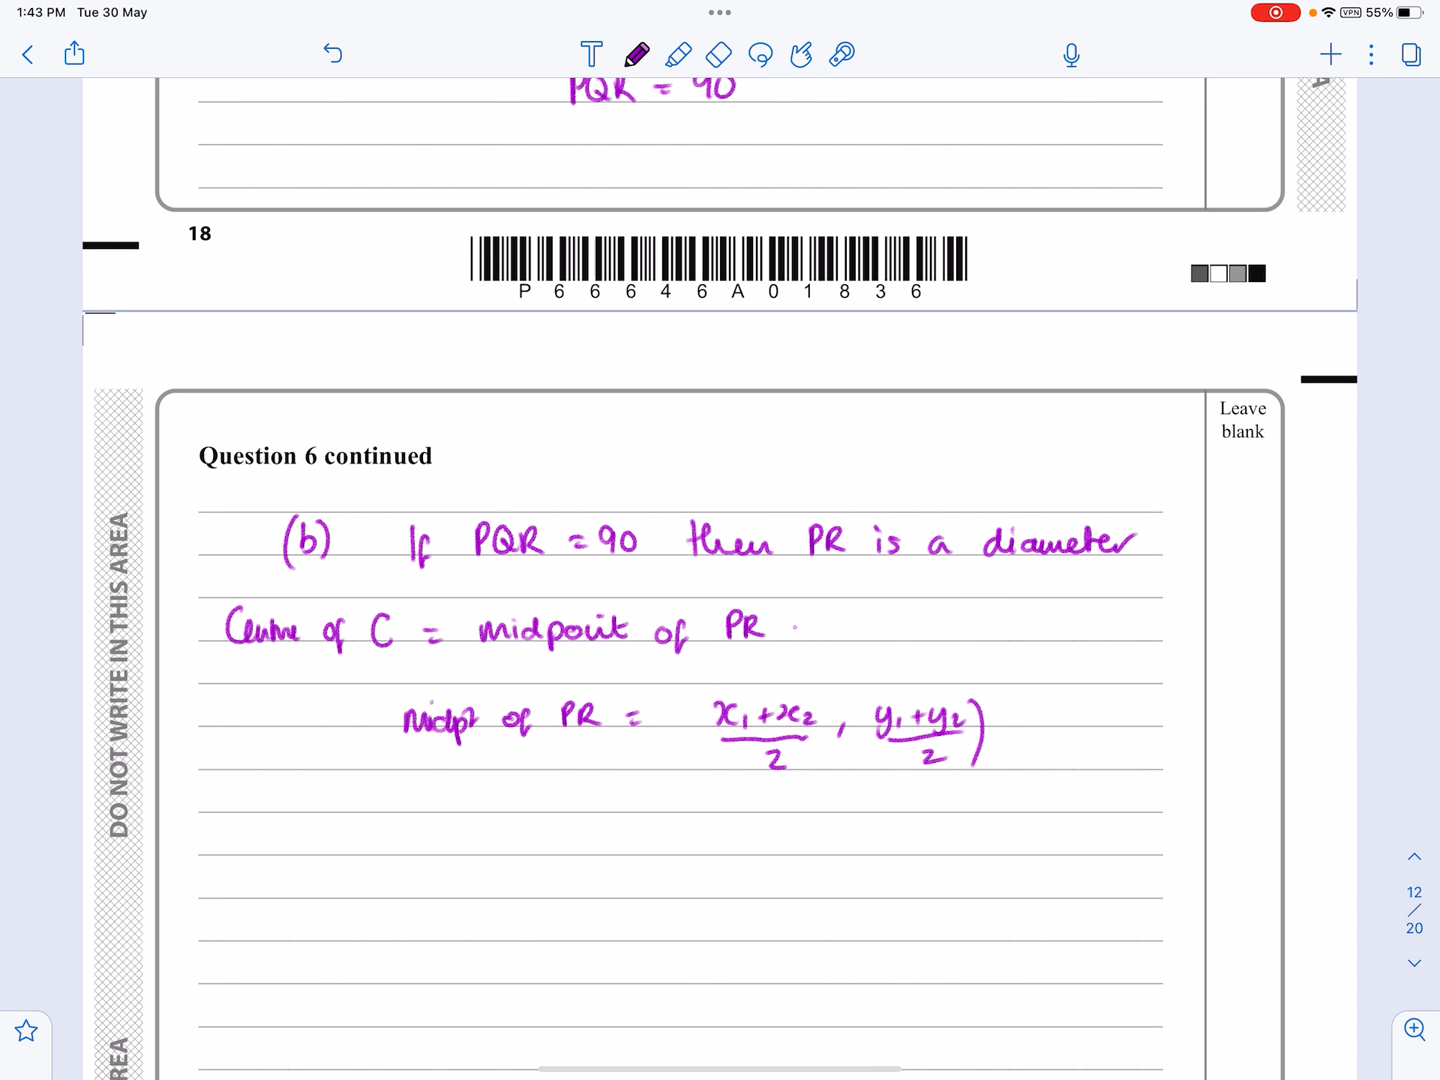 1:43 PM Tue 30 May
VPN 55%
PQR = 90
A
18
P 6 6 6 4 6 A 0 1 8 3 6
Leave
blank
Question 6 continued
DO NOT WRITE IN THIS AREA
(b) If PQR = 90 then PR is a diameter
Centre of C = midpoint of PR.
Midpt of PR = x₁+x₂/2 , y₁+y₂/2)
12
/
20
REA